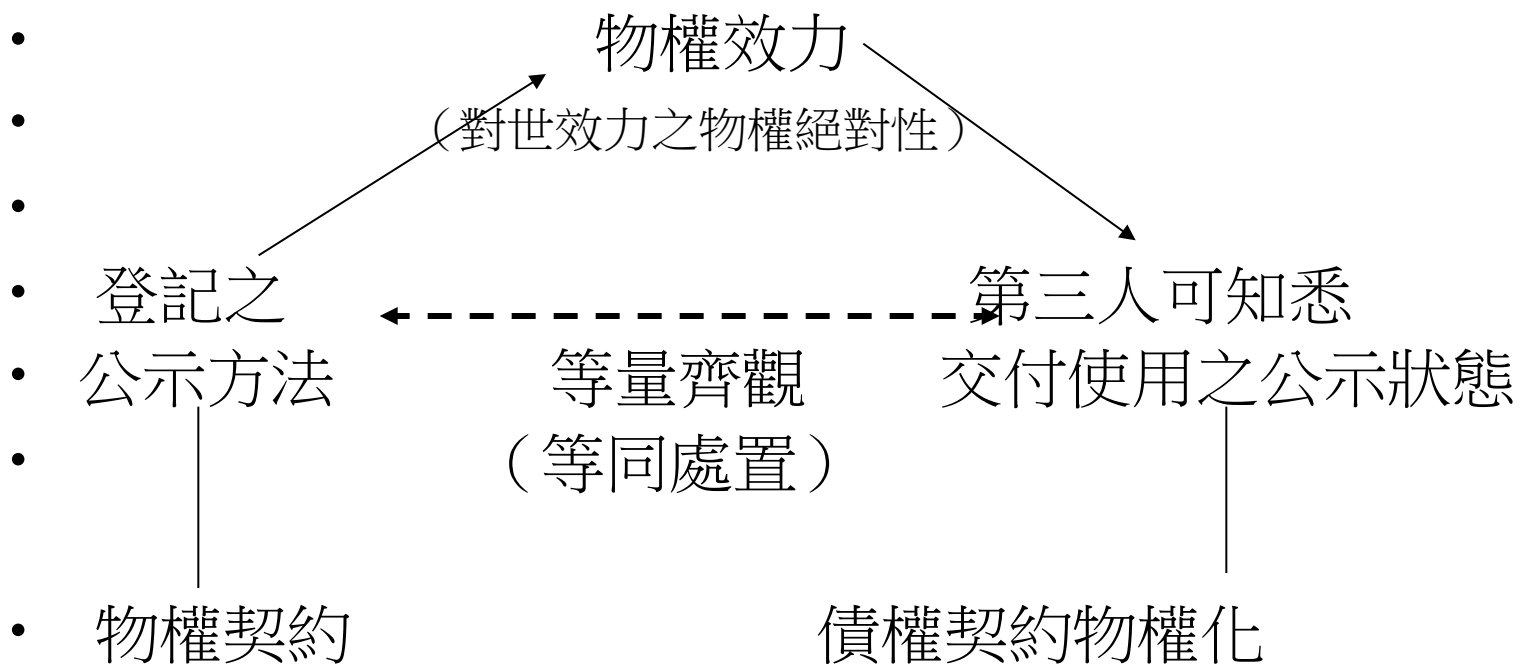 物權效力
（對世效力之物權絕對性）
登記之 第三人可知悉
公示方法 等量齊觀 交付使用之公示狀態
（等同處置）
物權契約 債權契約物權化